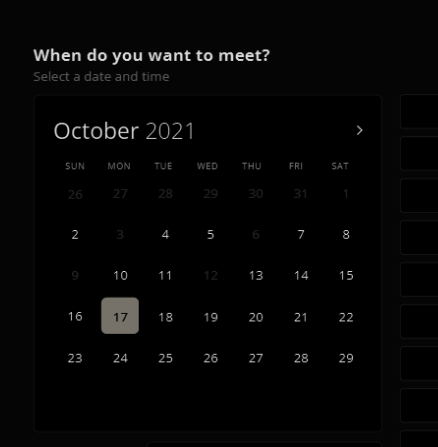 When do you want to meet?
Select a date and time
October 2021
SUN MON TUE WED THU FRI SAT
26 27 28 29 30 31 1
2 3 4 5 6 7 8
9 10 11 12 13 14 15
16 17 18 19 20 21 22
23 24 25 26 27 28 29